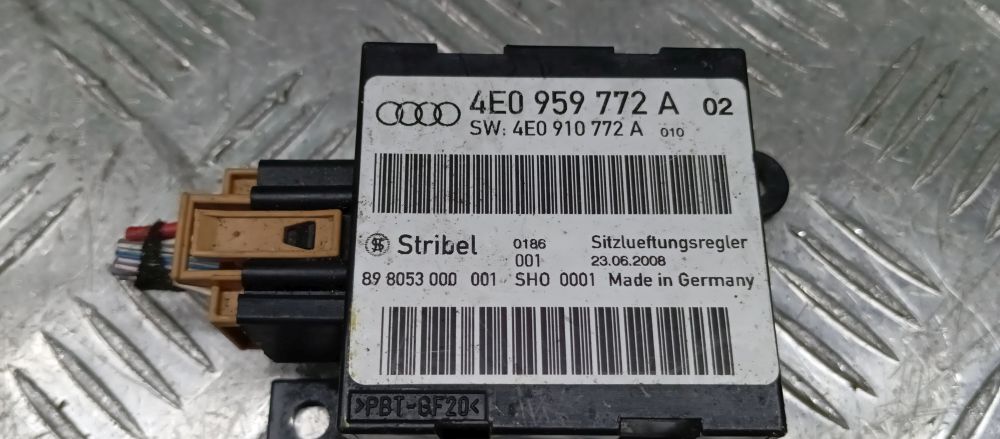 4E0 959 772 A 02
SW: 4E0 910 772 A 010
Stribel 0186 Sitzlueftungsregler
001 23.06.2008
89 8053 000 001 SH0 0001 Made in Germany
>PBT-GF20<